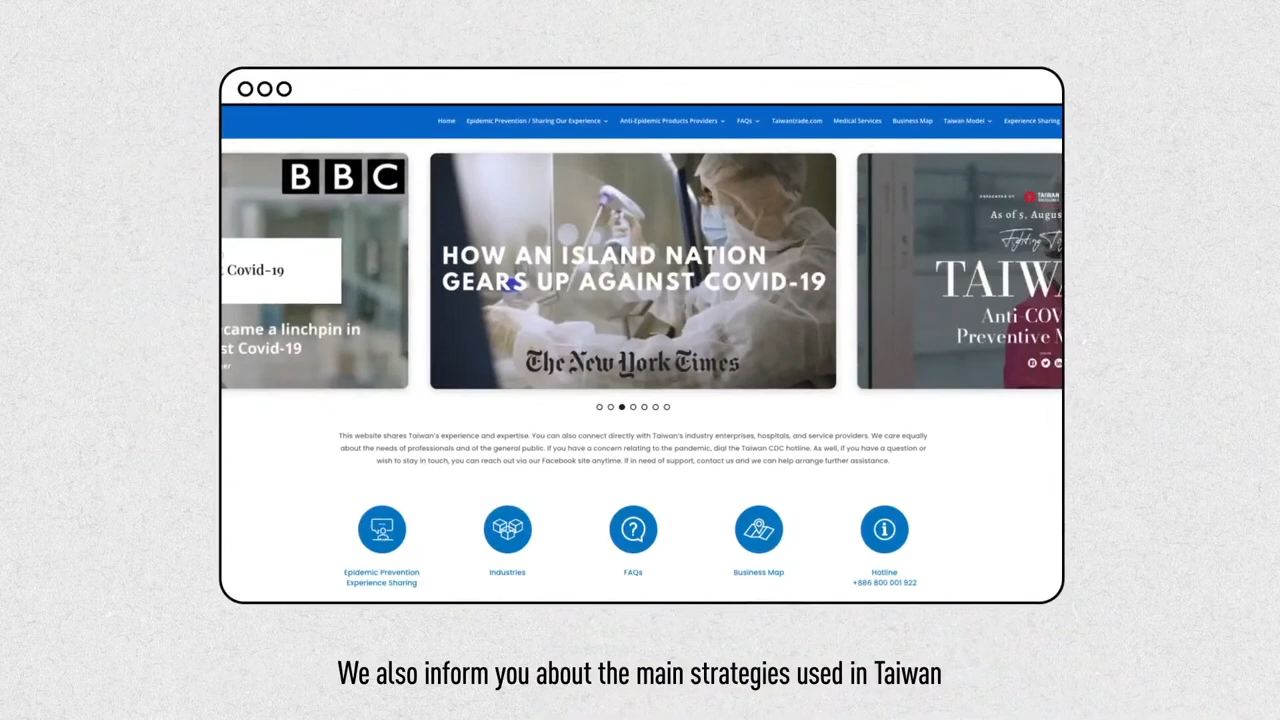 Home Epidemic Prevention / Sharing Our Experience Anti-Epidemic Products Providers FAQs Taiwantrade.com Medical Services Business Map Taiwan Model Experience Sharing
BBC
Covid-19
came a linchpin in
st Covid-19
HOW AN ISLAND NATION
GEARS UP AGAINST COVID-19
The New York Times
PRESENTED BY TAIWAN
As of 5, Augus
Fighting
TAIWA
Anti-COV
Preventive M
This website shares Taiwan's experience and expertise. You can also connect directly with Taiwan's industry enterprises, hospitals, and service providers. We care equally
about the needs of professionals and of the general public. If you have a concern relating to the pandemic, dial the Taiwan CDC hotline. As well, if you have a question or
wish to stay in touch, you can reach out via our Facebook site anytime. If in need of support, contact us and we can help arrange further assistance.
Epidemic Prevention
Experience Sharing
Industries
FAQs
Business Map
Hotline
+886 800 001 922
We also inform you about the main strategies used in Taiwan